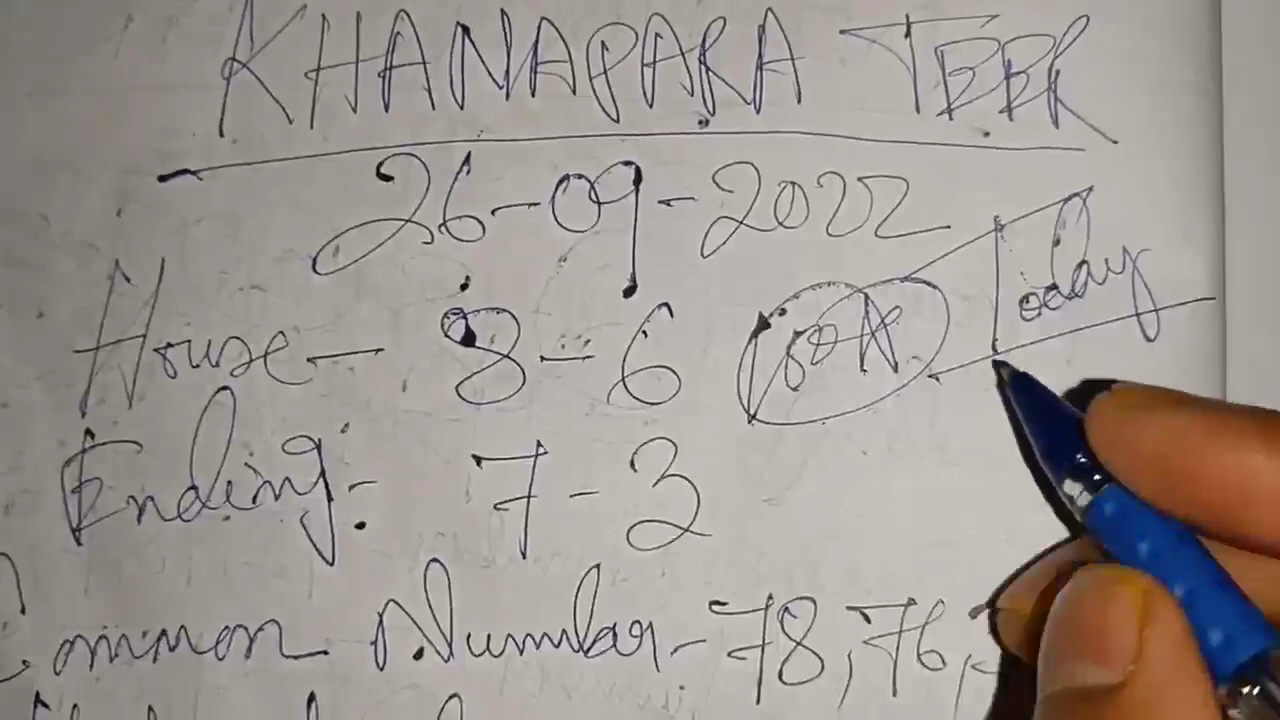 KHANAPARA TEER
26-09-2022
House - 8-6 100% Today
Ending:- 7-3
Common Number - 78, 76,